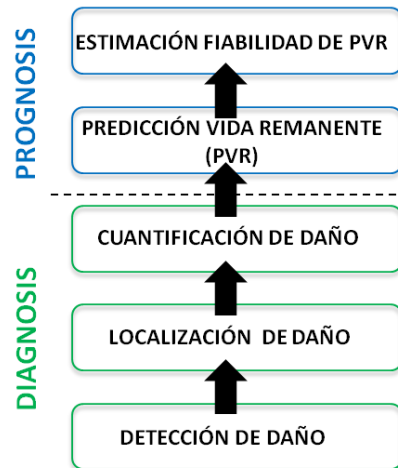 PROGNOSIS
ESTIMACIÓN FIABILIDAD DE PVR
PREDICCIÓN VIDA REMANENTE
(PVR)
DIAGNOSIS
CUANTIFICACIÓN DE DAÑO
LOCALIZACIÓN DE DAÑO
DETECCIÓN DE DAÑO